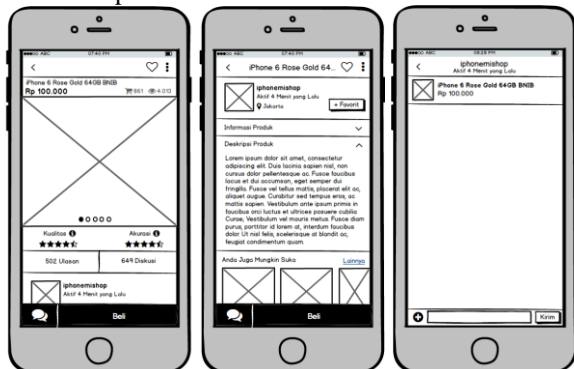 ABC 07:40 PM
iPhone 6 Rose Gold 64GB BNIB
Rp 100.000 861 4.013
Kualitas Akurasi
502 Ulasan 649 Diskusi
iphonemishop
Aktif 4 Menit yang Lalu
Beli
ABC 07:40 PM
iPhone 6 Rose Gold 64...
iphonemishop
Aktif 4 Menit yang Lalu
Jakarta
+ Favorit
Informasi Produk
Deskripsi Produk
Lorem ipsum dolor sit amet, consectetur
adipiscing elit. Duis lacinia sapien nisl, non
cursus dolor pellentesque ac. Fusce faucibus
lacus et dui accumsan, eget semper dui
fringilla. Fusce vel tellus mattis, placerat elit ac,
aliquet augue. Curabitur sed tempus eros, ac
mattis sapien. Vestibulum ante ipsum primis in
faucibus orci luctus et ultrices posuere cubilia
Curae; Vestibulum vel mauris metus. Fusce diam
purus, porttitor id lorem at, interdum faucibus
dolor. Ut nisl felis, scelerisque at blandit ac,
feugiat condimentum quam.
Anda Juga Mungkin Suka Lainnya
Beli
ABC 08:28 PM
iphonemishop
Aktif 4 Menit yang Lalu
iPhone 6 Rose Gold 64GB BNIB
Rp 100.000
Kirim